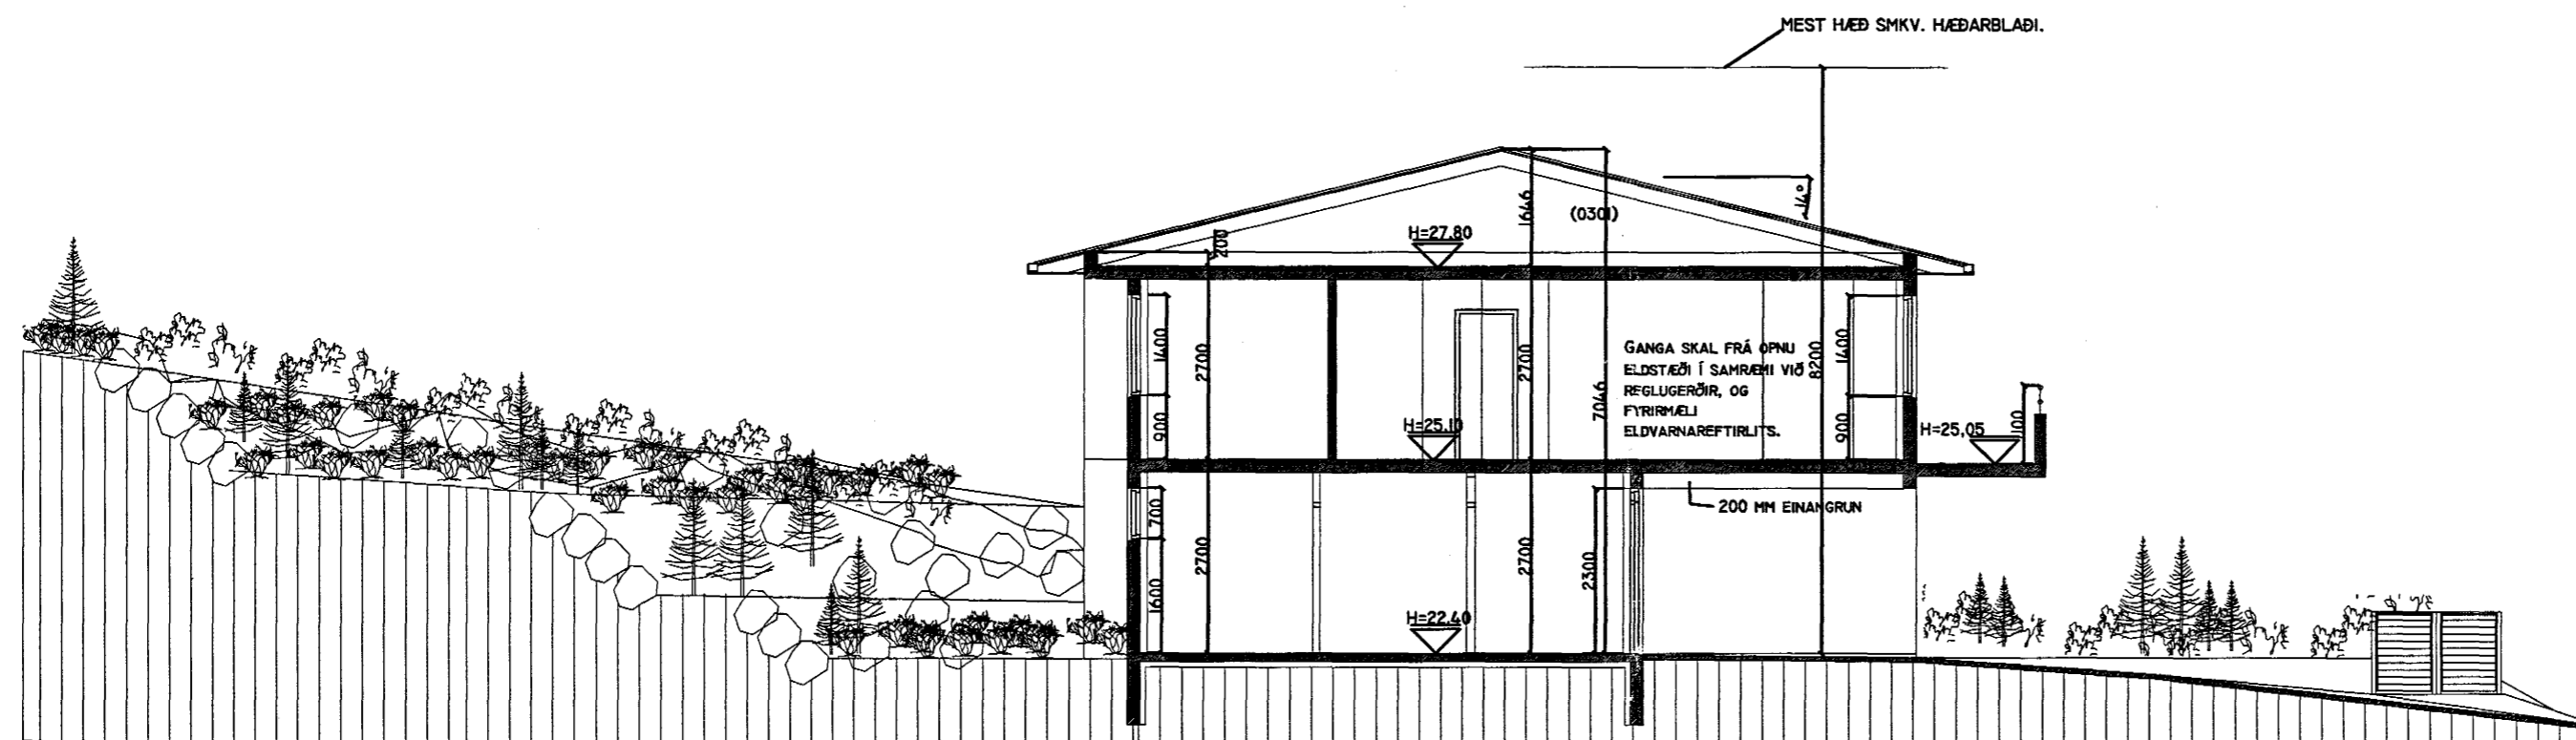 MEST HÆÐ SMKV. HÆÐARBLAÐI.
14°
1646
(0301)
H=27.80
200
1400
2700
2700
GANGA SKAL FRÁ OPNU
ELDSTÆÐI Í SAMRÆMI VIÐ
REGLUGERÐIR, OG
FYRIRMÆLI
ELDVARNAREFTIRLITS.
8200
1400
7046
900
H=25.10
900
H=25,05
1100
700
200 MM EINANGRUN
2700
2700
2300
1600
H=22.40